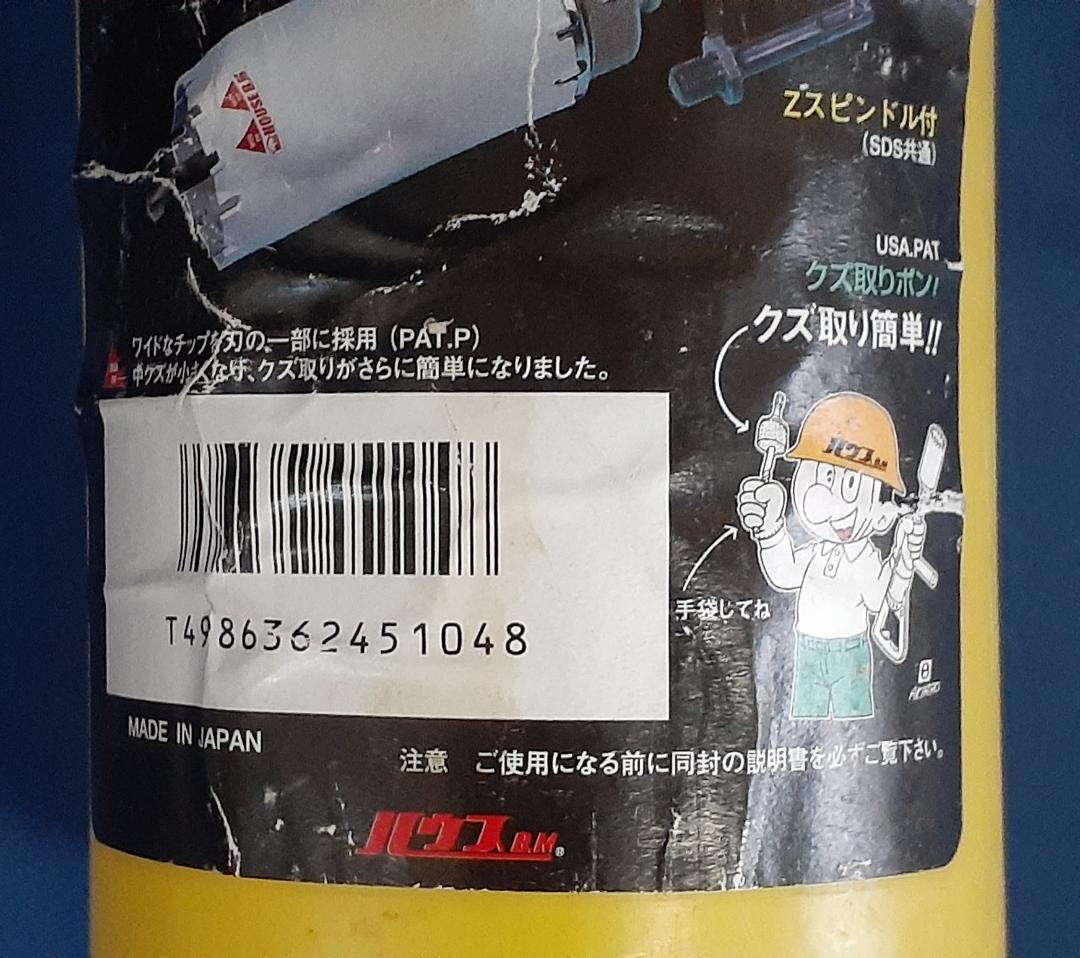 HOUSE B.M
Zスピンドル付
(SDS共通)
USA.PAT
クズ取りポン!
クズ取り簡単!!
ワイドなチップを刃の一部に採用(PAT.P)
中クズが小さくなり、クズ取りがさらに簡単になりました。
ハウス B.M
手袋してね
T4986362451048
MADE IN JAPAN
注意 ご使用になる前に同封の説明書を必ずご覧下さい。
ハウス B.M®